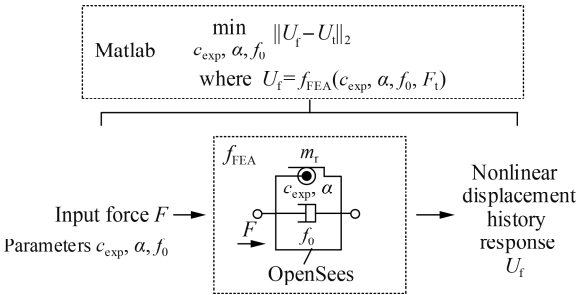 Matlab
min ‖U_f − U_t‖_2
c_exp, α, f_0
where U_f = f_FEA(c_exp, α, f_0, F_t)
f_FEA
m_r
c_exp, α
F
f_0
OpenSees
Input force F
Parameters c_exp, α, f_0
Nonlinear
displacement
history
response
U_f